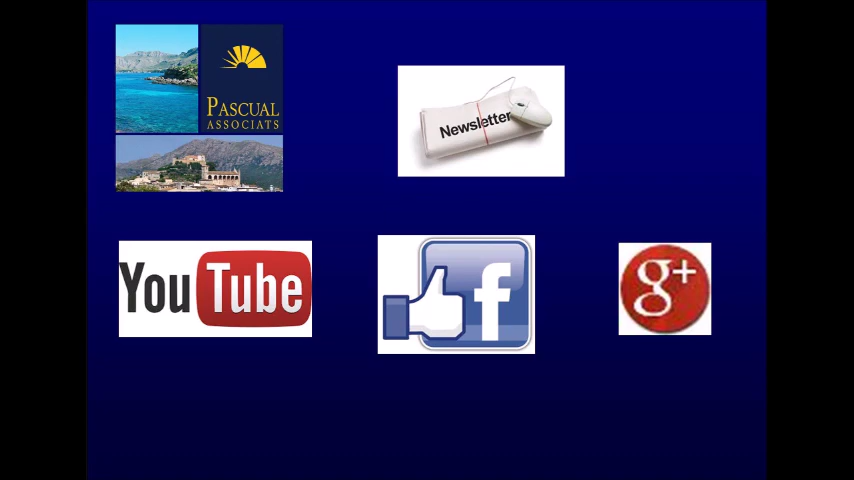 PASCUAL
ASSOCIATS
Newsletter
YouTube
f
g+